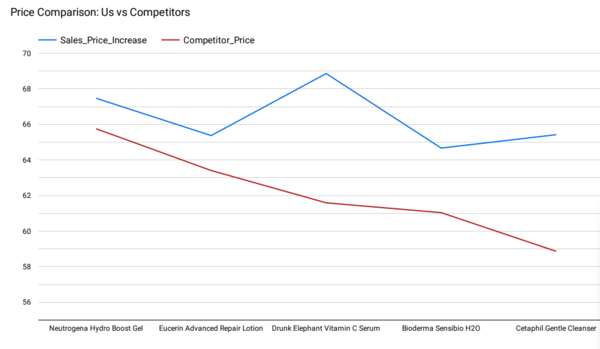 Price Comparison: Us vs Competitors
Sales_Price_Increase Competitor_Price
70
68
66
64
62
60
58
56
Neutrogena Hydro Boost Gel Eucerin Advanced Repair Lotion Drunk Elephant Vitamin C Serum Bioderma Sensibio H2O Cetaphil Gentle Cleanser